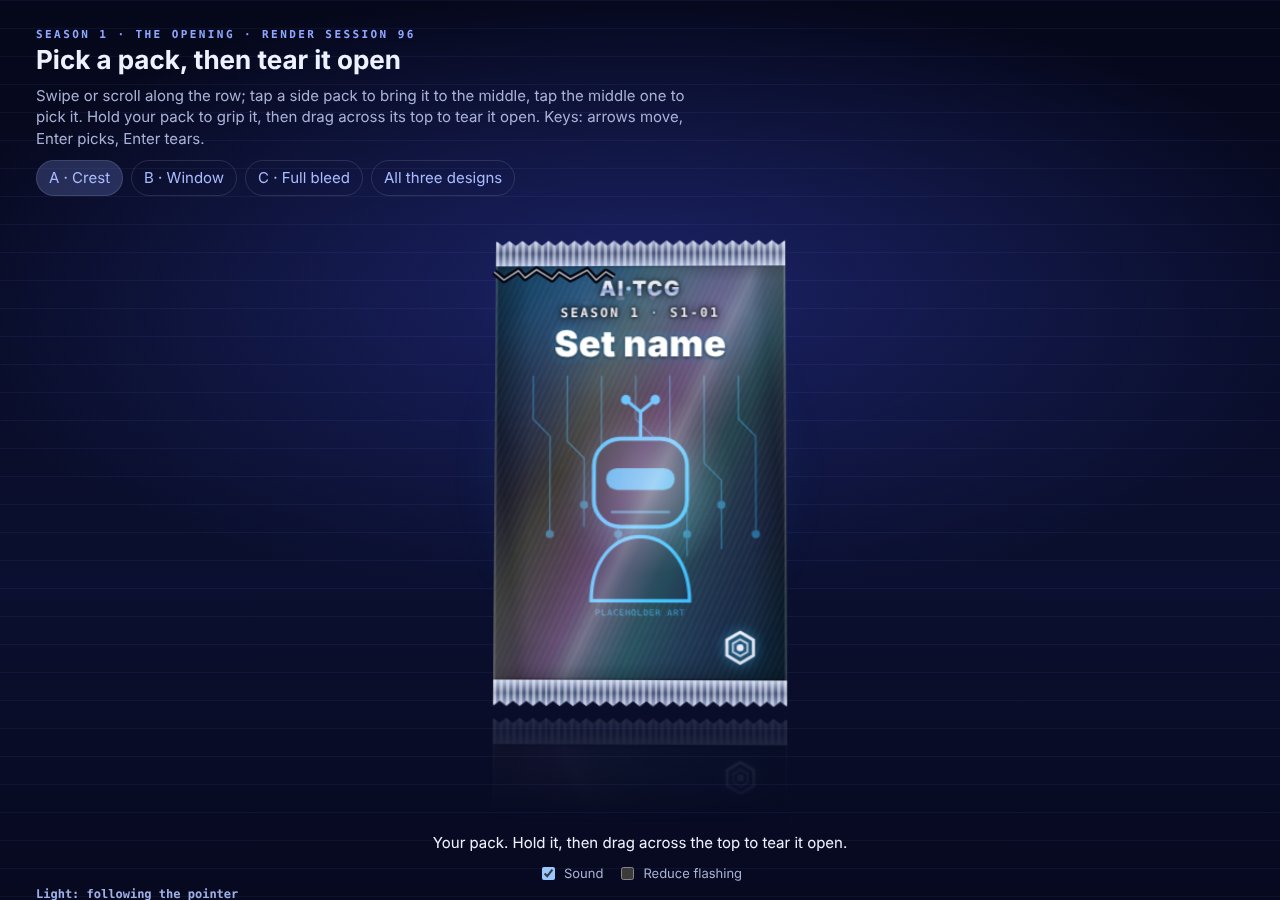 SEASON 1 · THE OPENING · RENDER SESSION 96
Pick a pack, then tear it open
Swipe or scroll along the row; tap a side pack to bring it to the middle, tap the middle one to
pick it. Hold your pack to grip it, then drag across its top to tear it open. Keys: arrows move,
Enter picks, Enter tears.
A · Crest
B · Window
C · Full bleed
All three designs
AI·TCG
SEASON 1 · S1-01
Set name
PLACEHOLDER ART
Your pack. Hold it, then drag across the top to tear it open.
Sound
Reduce flashing
Light: following the pointer